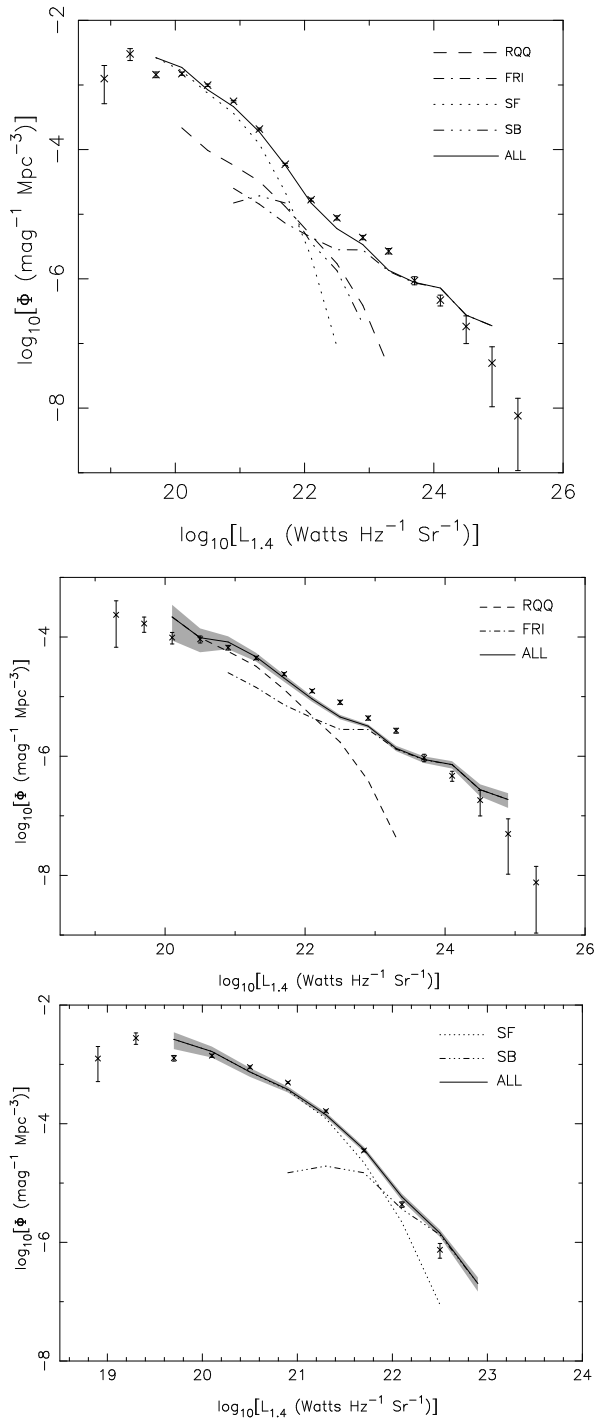 −2
RQQ
FRI
SF
SB
ALL
−4
−6
−8
log10[Φ (mag−1 Mpc−3)]
20 22 24 26
log10[L1.4 (Watts Hz−1 Sr−1)]
RQQ
FRI
ALL
−4
−6
−8
log10[Φ (mag−1 Mpc−3)]
20 22 24 26
log10[L1.4 (Watts Hz−1 Sr−1)]
−2
SF
SB
ALL
−4
−6
−8
log10[Φ (mag−1 Mpc−3)]
19 20 21 22 23 24
log10[L1.4 (Watts Hz−1 Sr−1)]